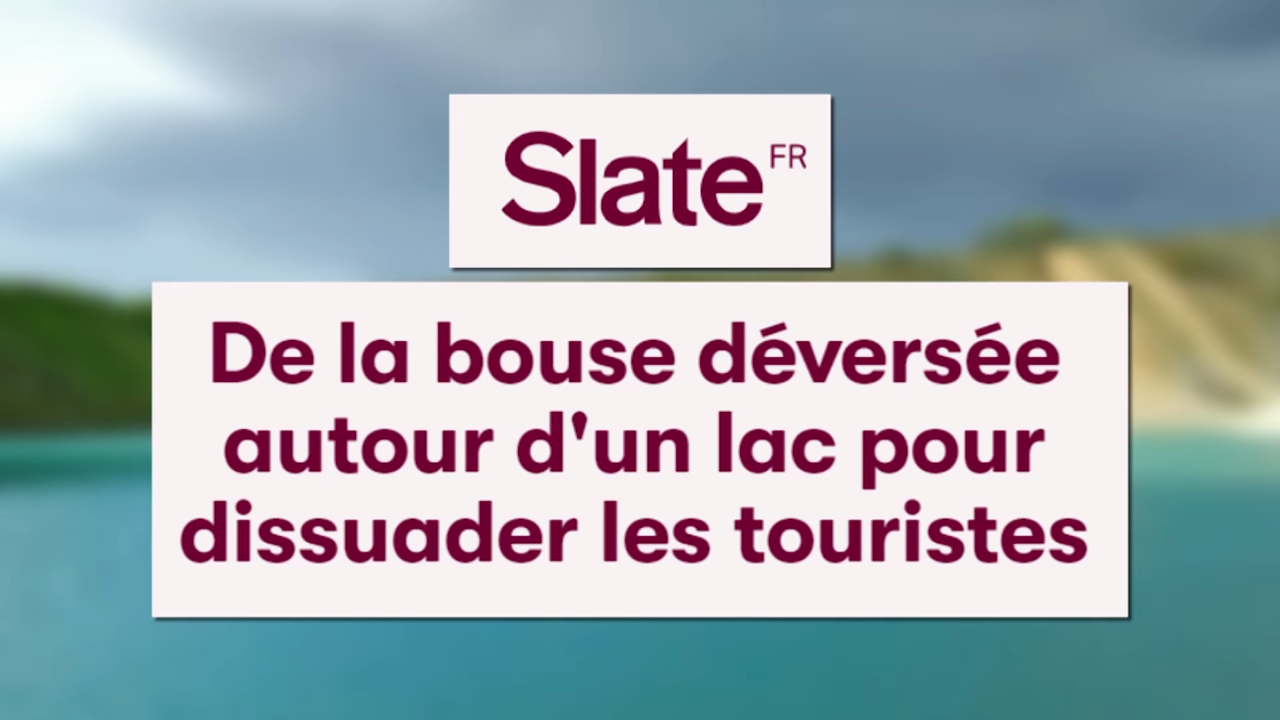 Slate FR
De la bouse déversée
autour d'un lac pour
dissuader les touristes